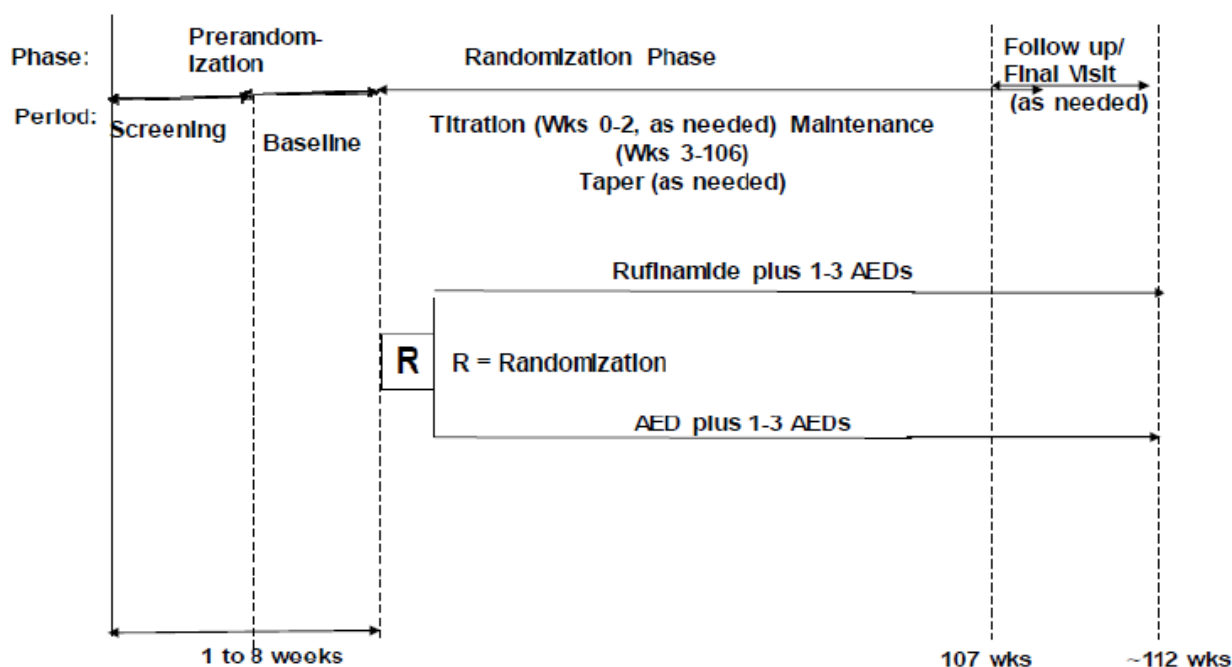 Phase:
Prerandom-
ization
Randomization Phase
Follow up/
Final Visit
(as needed)
Period:
Screening
Baseline
Titration (Wks 0-2, as needed) Maintenance
(Wks 3-106)
Taper (as needed)
Rufinamide plus 1-3 AEDs
R
R = Randomization
AED plus 1-3 AEDs
1 to 8 weeks
107 wks
~112 wks